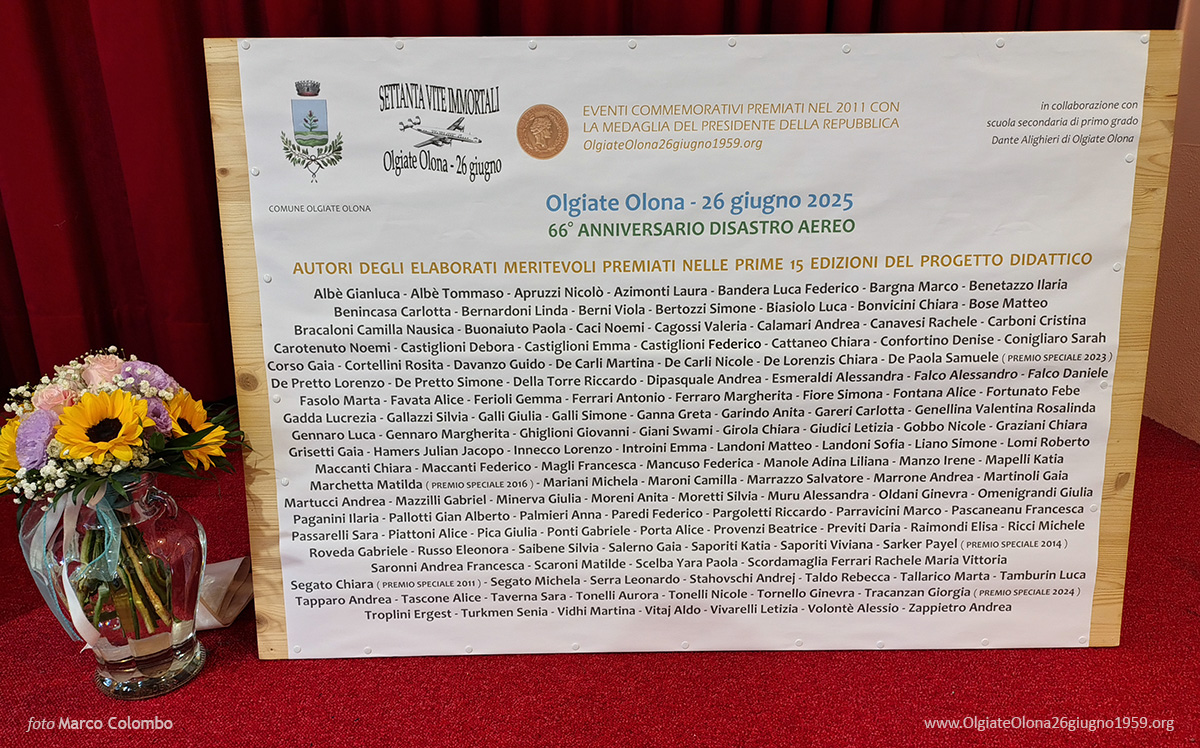 SETTANTA VITE IMMORTALI
Olgiate Olona - 26 giugno
EVENTI COMMEMORATIVI PREMIATI NEL 2011 CON
LA MEDAGLIA DEL PRESIDENTE DELLA REPUBBLICA
OlgiateOlona26giugno1959.org
in collaborazione con
scuola secondaria di primo grado
Dante Alighieri di Olgiate Olona
COMUNE OLGIATE OLONA
Olgiate Olona - 26 giugno 2025
66° ANNIVERSARIO DISASTRO AEREO
AUTORI DEGLI ELABORATI MERITEVOLI PREMIATI NELLE PRIME 15 EDIZIONI DEL PROGETTO DIDATTICO
Albè Gianluca - Albè Tommaso - Apruzzi Nicolò - Azimonti Laura - Bandera Luca Federico - Bargna Marco - Benetazzo Ilaria
Benincasa Carlotta - Bernardoni Linda - Berni Viola - Bertozzi Simone - Biasiolo Luca - Bonvicini Chiara - Bose Matteo
Bracaloni Camilla Nausica - Buonaiuto Paola - Caci Noemi - Cagossi Valeria - Calamari Andrea - Canavesi Rachele - Carboni Cristina
Carotenuto Noemi - Castiglioni Debora - Castiglioni Emma - Castiglioni Federico - Cattaneo Chiara - Confortino Denise - Conigliaro Sarah
Corso Gaia - Cortellini Rosita - Davanzo Guido - De Carli Martina - De Carli Nicole - De Lorenzis Chiara - De Paola Samuele ( PREMIO SPECIALE 2023 )
De Pretto Lorenzo - De Pretto Simone - Della Torre Riccardo - Dipasquale Andrea - Esmeraldi Alessandra - Falco Alessandro - Falco Daniele
Fasolo Marta - Favata Alice - Ferioli Gemma - Ferrari Antonio - Ferraro Margherita - Fiore Simona - Fontana Alice - Fortunato Febe
Gadda Lucrezia - Gallazzi Silvia - Galli Giulia - Galli Simone - Ganna Greta - Garindo Anita - Gareri Carlotta - Genellina Valentina Rosalinda
Gennaro Luca - Gennaro Margherita - Ghiglioni Giovanni - Giani Swami - Girola Chiara - Giudici Letizia - Gobbo Nicole - Graziani Chiara
Grisetti Gaia - Hamers Julian Jacopo - Innecco Lorenzo - Introini Emma - Landoni Matteo - Landoni Sofia - Liano Simone - Lomi Roberto
Maccanti Chiara - Maccanti Federico - Magli Francesca - Mancuso Federica - Manole Adina Liliana - Manzo Irene - Mapelli Katia
Marchetta Matilda ( PREMIO SPECIALE 2016 ) - Mariani Michela - Maroni Camilla - Marrazzo Salvatore - Marrone Andrea - Martinoli Gaia
Martucci Andrea - Mazzilli Gabriel - Minerva Giulia - Moreni Anita - Moretti Silvia - Muru Alessandra - Oldani Ginevra - Omenigrandi Giulia
Paganini Ilaria - Pallotti Gian Alberto - Palmieri Anna - Paredi Federico - Pargoletti Riccardo - Parravicini Marco - Pascaneanu Francesca
Passarelli Sara - Piattoni Alice - Pica Giulia - Ponti Gabriele - Porta Alice - Provenzi Beatrice - Previti Daria - Raimondi Elisa - Ricci Michele
Roveda Gabriele - Russo Eleonora - Saibene Silvia - Salerno Gaia - Saporiti Katia - Saporiti Viviana - Sarker Payel ( PREMIO SPECIALE 2014 )
Saronni Andrea Francesca - Scaroni Matilde - Scelba Yara Paola - Scordamaglia Ferrari Rachele Maria Vittoria
Segato Chiara ( PREMIO SPECIALE 2011 ) - Segato Michela - Serra Leonardo - Stahovschi Andrej - Taldo Rebecca - Tallarico Marta - Tamburin Luca
Tapparo Andrea - Tascone Alice - Taverna Sara - Tonelli Aurora - Tonelli Nicole - Tornello Ginevra - Tracanzan Giorgia ( PREMIO SPECIALE 2024 )
Troplini Ergest - Turkmen Senia - Vidhi Martina - Vitaj Aldo - Vivarelli Letizia - Volontè Alessio - Zappietro Andrea
foto Marco Colombo
www.OlgiateOlona26giugno1959.org